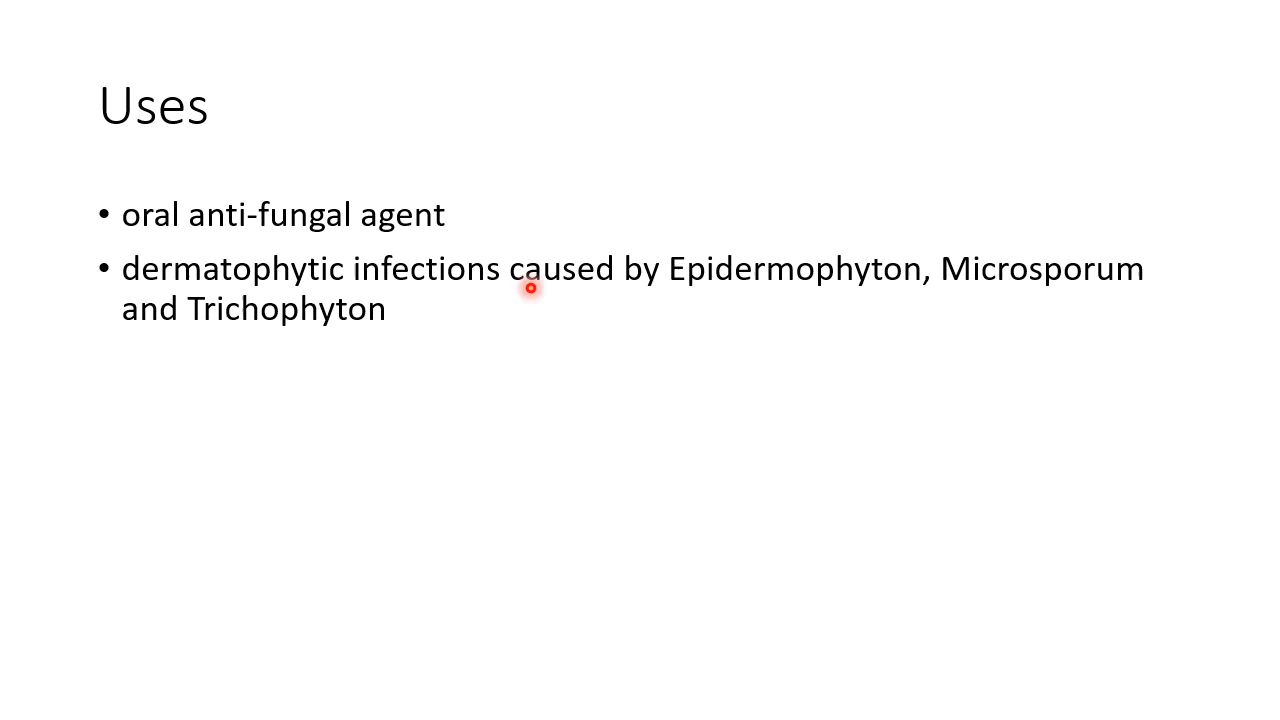 Uses
• oral anti-fungal agent
• dermatophytic infections caused by Epidermophyton, Microsporum
and Trichophyton